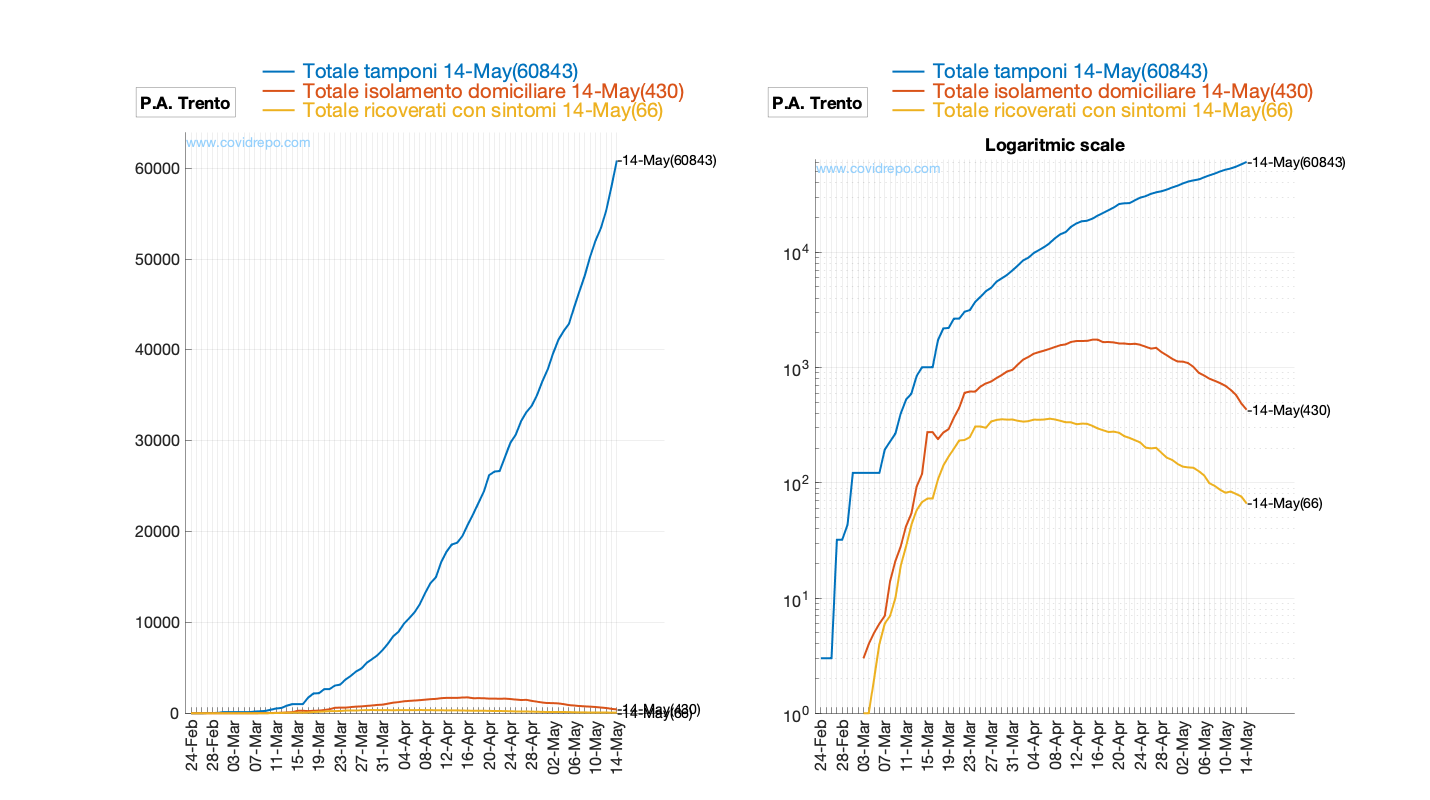 Totale tamponi 14-May(60843)
Totale isolamento domiciliare 14-May(430)
Totale ricoverati con sintomi 14-May(66)
P.A. Trento
www.covidrepo.com
60000
50000
40000
30000
20000
10000
0
-14-May(60843)
-14-May(430)
-14-May(66)
24-Feb
28-Feb
03-Mar
07-Mar
11-Mar
15-Mar
19-Mar
23-Mar
27-Mar
31-Mar
04-Apr
08-Apr
12-Apr
16-Apr
20-Apr
24-Apr
28-Apr
02-May
06-May
10-May
14-May
Totale tamponi 14-May(60843)
Totale isolamento domiciliare 14-May(430)
Totale ricoverati con sintomi 14-May(66)
P.A. Trento
Logaritmic scale
www.covidrepo.com
10^4
10^3
10^2
10^1
10^0
-14-May(60843)
-14-May(430)
-14-May(66)
24-Feb
28-Feb
03-Mar
07-Mar
11-Mar
15-Mar
19-Mar
23-Mar
27-Mar
31-Mar
04-Apr
08-Apr
12-Apr
16-Apr
20-Apr
24-Apr
28-Apr
02-May
06-May
10-May
14-May